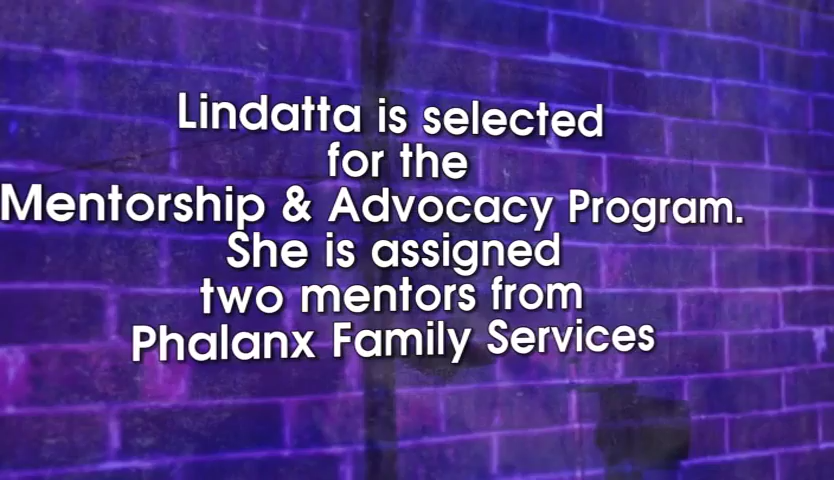 Lindatta is selected
for the
Mentorship & Advocacy Program.
She is assigned
two mentors from
Phalanx Family Services